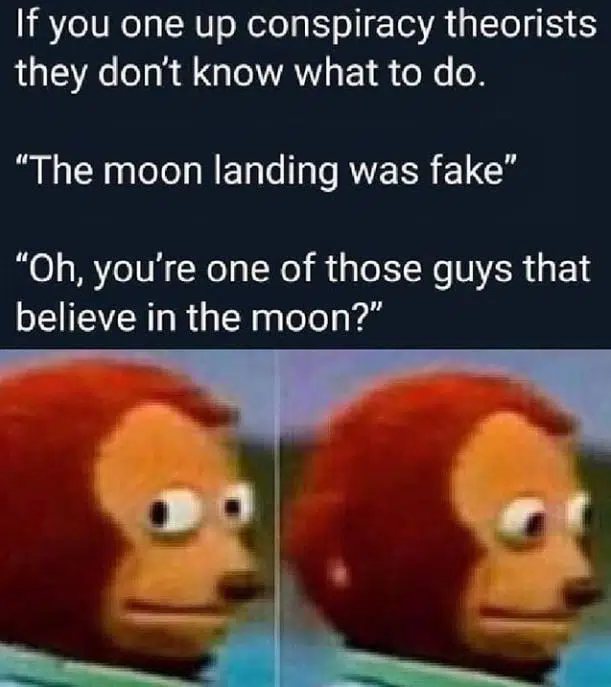 If you one up conspiracy theorists
they don't know what to do.
“The moon landing was fake”
“Oh, you're one of those guys that
believe in the moon?”